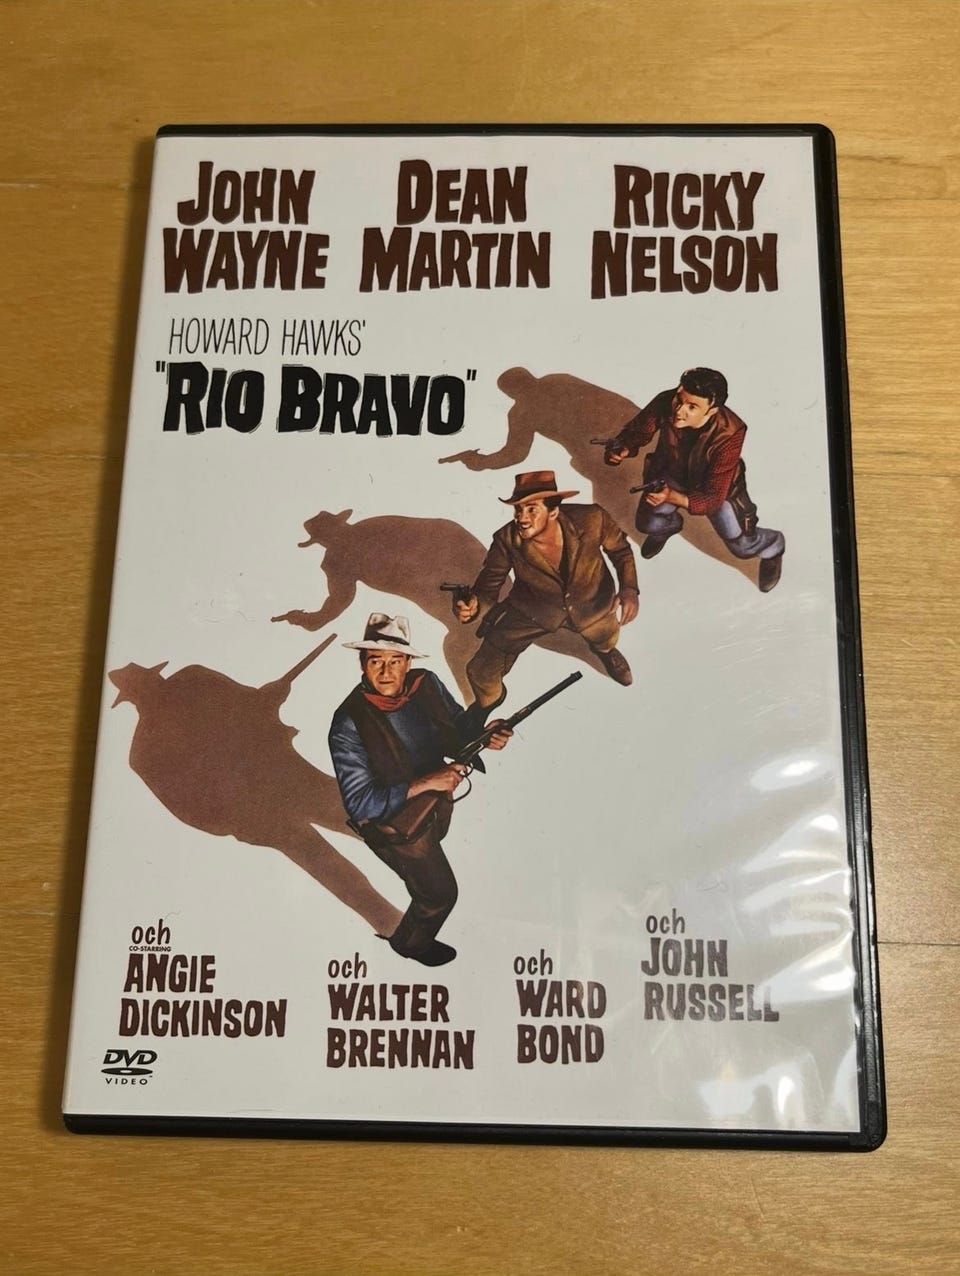 JOHN
WAYNE
DEAN
MARTIN
RICKY
NELSON
HOWARD HAWKS'
"RIO BRAVO"
och
CO-STARRING
ANGIE
DICKINSON
och
WALTER
BRENNAN
och
WARD
BOND
och
JOHN
RUSSELL
DVD
VIDEO™